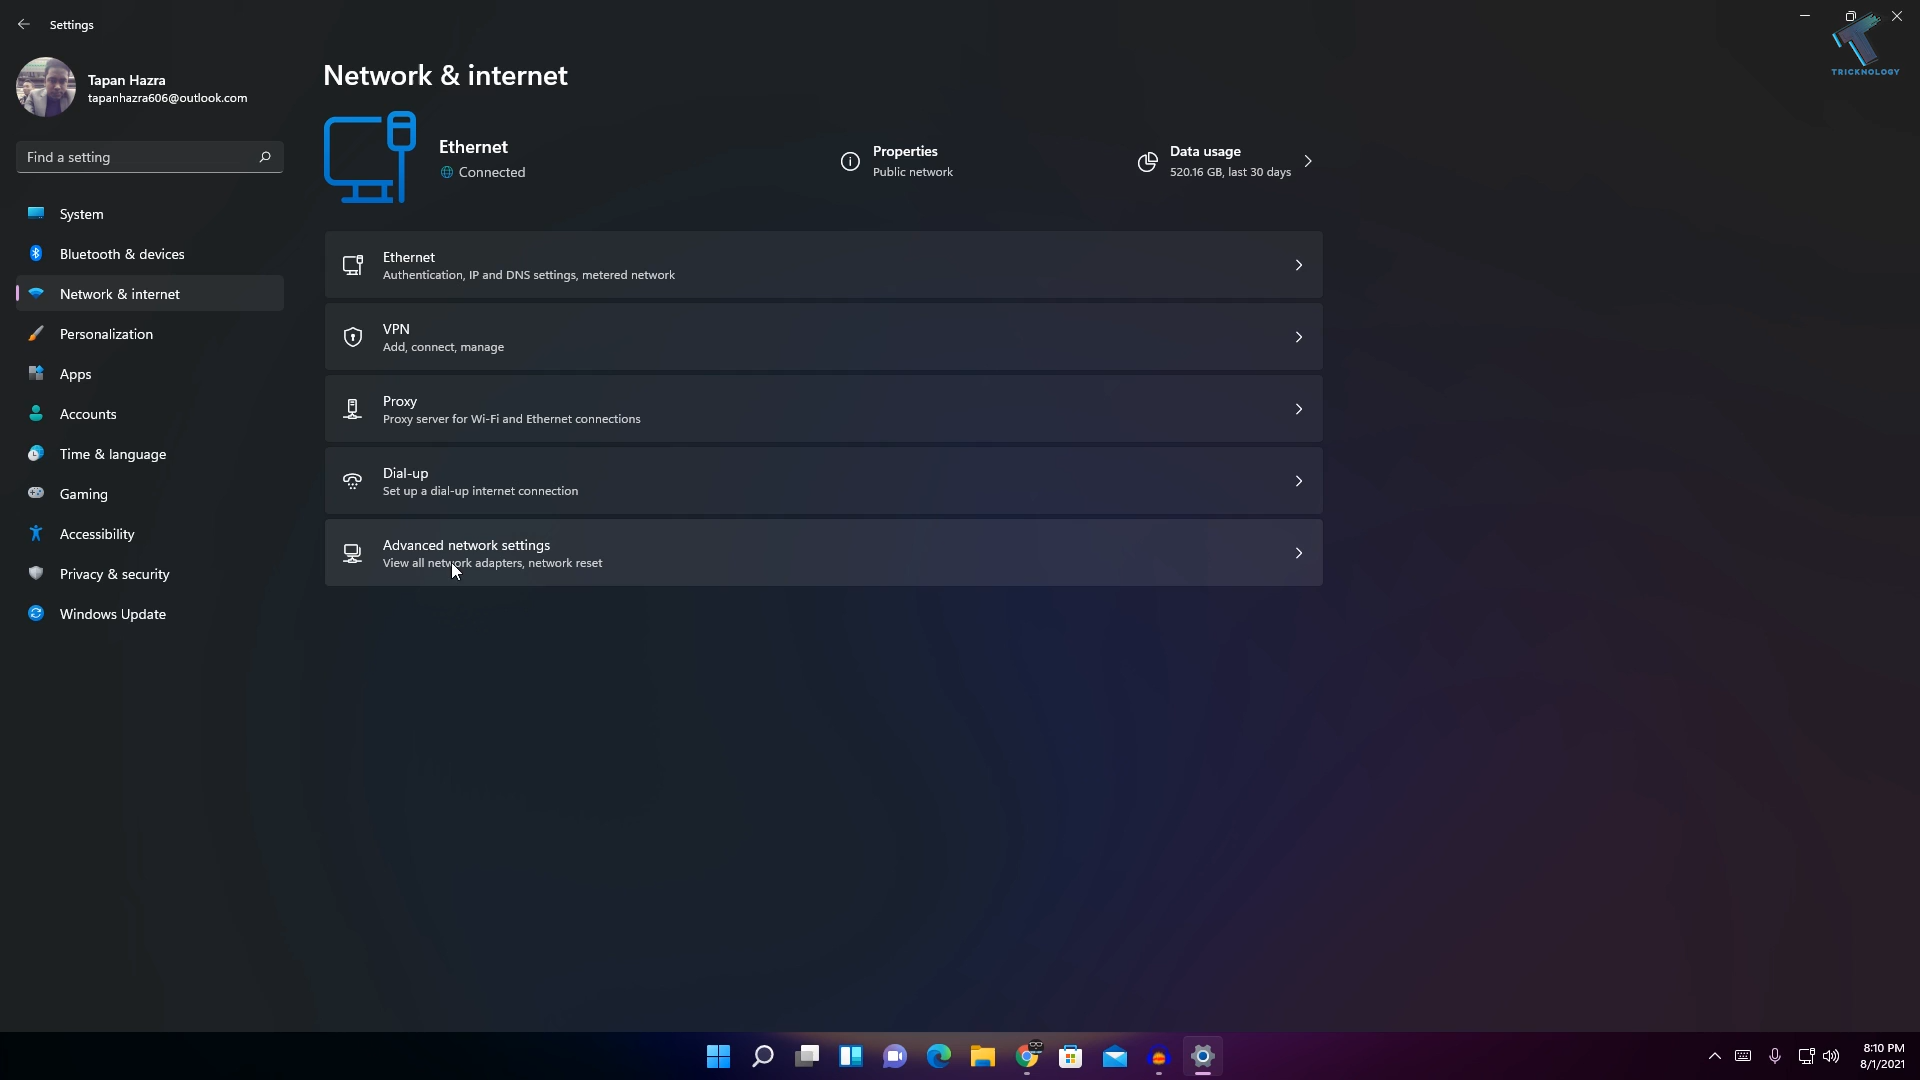 Settings
Tapan Hazra
tapanhazra606@outlook.com
Find a setting
System
Bluetooth & devices
Network & internet
Personalization
Apps
Accounts
Time & language
Gaming
Accessibility
Privacy & security
Windows Update
Network & internet
Ethernet
Connected
Properties
Public network
Data usage
520.16 GB, last 30 days
Ethernet
Authentication, IP and DNS settings, metered network
VPN
Add, connect, manage
Proxy
Proxy server for Wi-Fi and Ethernet connections
Dial-up
Set up a dial-up internet connection
Advanced network settings
View all network adapters, network reset
TRICKNOLOGY
8:10 PM
8/1/2021